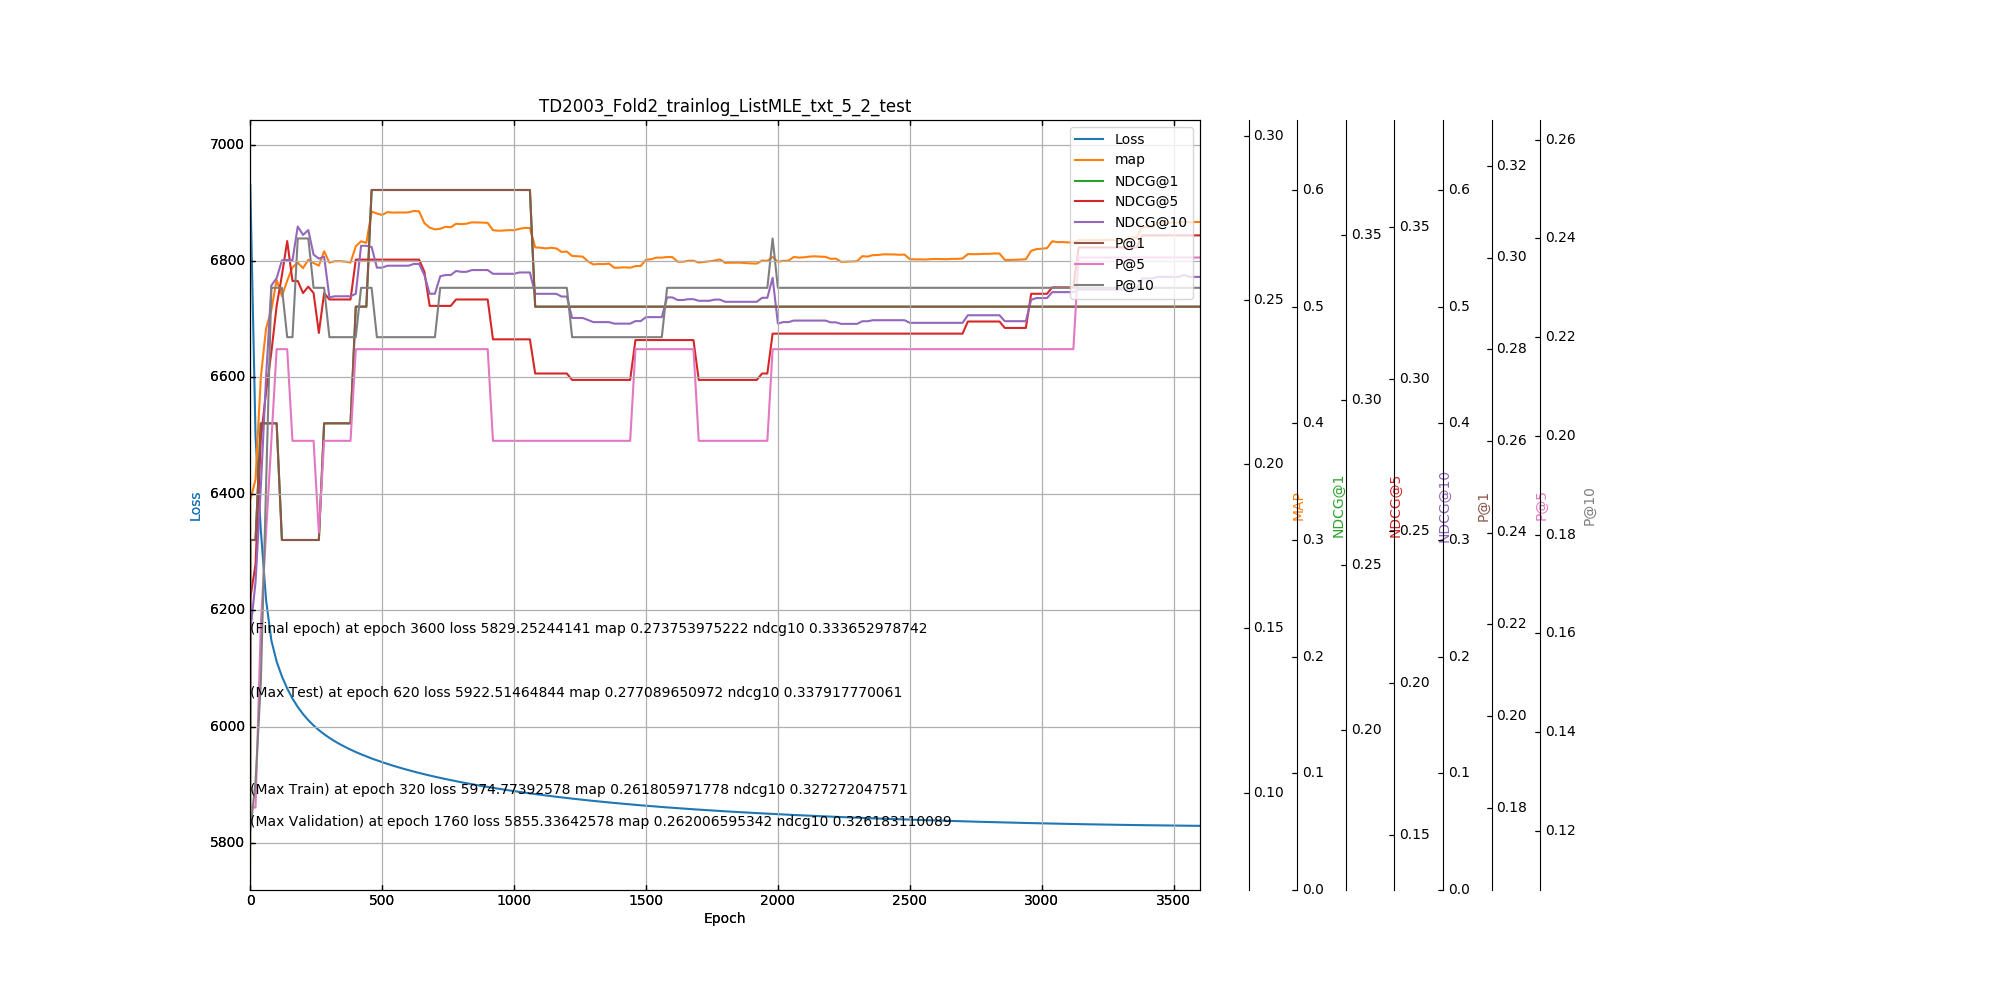 TD2003_Fold2_trainlog_ListMLE_txt_5_2_test
Loss
map
NDCG@1
NDCG@5
NDCG@10
P@1
P@5
P@10
7000
6800
6600
6400
6200
6000
5800
Loss
(Final epoch) at epoch 3600 loss 5829.25244141 map 0.273753975222 ndcg10 0.333652978742
(Max Test) at epoch 620 loss 5922.51464844 map 0.277089650972 ndcg10 0.337917770061
(Max Train) at epoch 320 loss 5974.77392578 map 0.261805971778 ndcg10 0.327272047571
(Max Validation) at epoch 1760 loss 5855.33642578 map 0.262006595342 ndcg10 0.326183110089
0 500 1000 1500 2000 2500 3000 3500
Epoch
0.30
0.25
0.20
0.15
0.10
MAP
0.6
0.5
0.4
0.3
0.2
0.1
0.0
NDCG@1
0.35
0.30
0.25
0.20
NDCG@5
0.35
0.30
0.25
0.20
0.15
NDCG@10
0.6
0.5
0.4
0.3
0.2
0.1
0.0
P@1
0.32
0.30
0.28
0.26
0.24
0.22
0.20
0.18
P@5
0.26
0.24
0.22
0.20
0.18
0.16
0.14
0.12
P@10